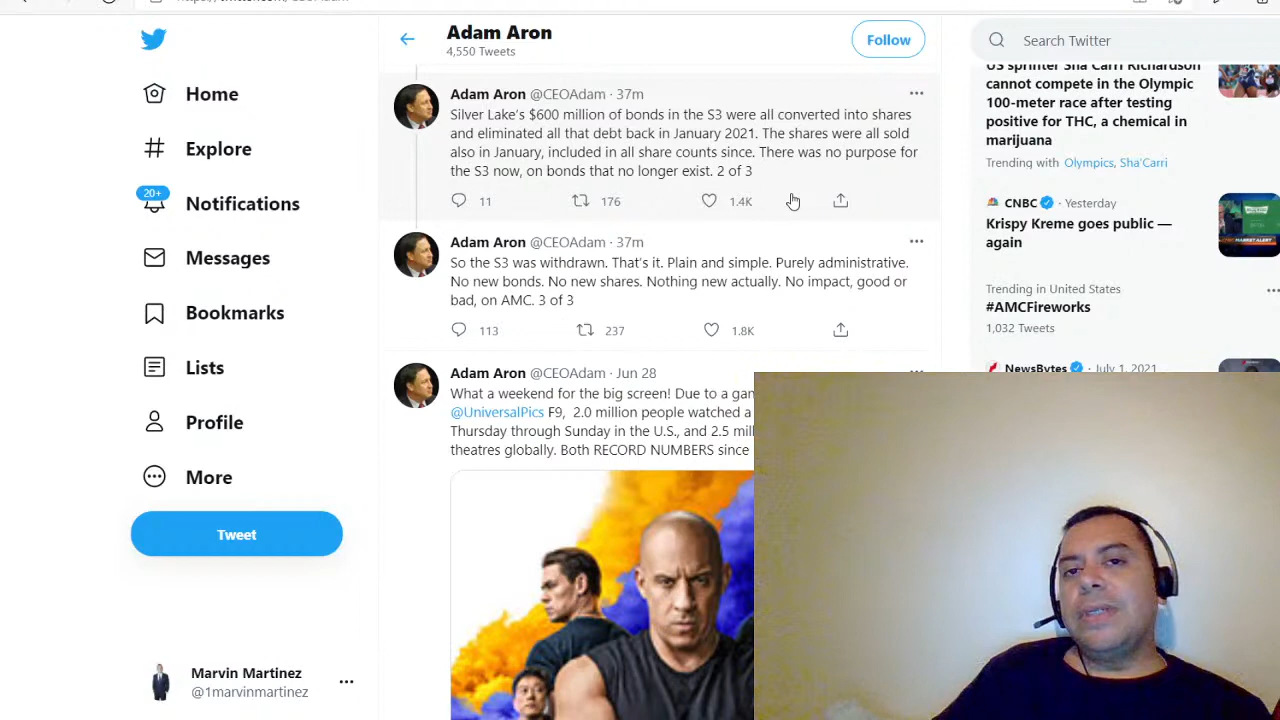 Adam Aron
4,550 Tweets
Follow
Search Twitter
Home
Explore
20+
Notifications
Messages
Bookmarks
Lists
Profile
More
Tweet
Marvin Martinez
@1marvinmartinez
Adam Aron @CEOAdam · 37m
Silver Lake's $600 million of bonds in the S3 were all converted into shares
and eliminated all that debt back in January 2021. The shares were all sold
also in January, included in all share counts since. There was no purpose for
the S3 now, on bonds that no longer exist. 2 of 3
11 176 1.4K
Adam Aron @CEOAdam · 37m
So the S3 was withdrawn. That's it. Plain and simple. Purely administrative.
No new bonds. No new shares. Nothing new actually. No impact, good or
bad, on AMC. 3 of 3
113 237 1.8K
Adam Aron @CEOAdam · Jun 28
What a weekend for the big screen! Due to a
@UniversalPics F9, 2.0 million people watched a
Thursday through Sunday in the U.S., and 2.5
theatres globally. Both RECORD NUMBERS since
US sprinter Sha'Carri Richardson
cannot compete in the Olympic
100-meter race after testing
positive for THC, a chemical in
marijuana
Trending with Olympics, Sha'Carri
CNBC · Yesterday
Krispy Kreme goes public —
again
Trending in United States
#AMCFireworks
1,032 Tweets
NewsBytes · July 1, 2021